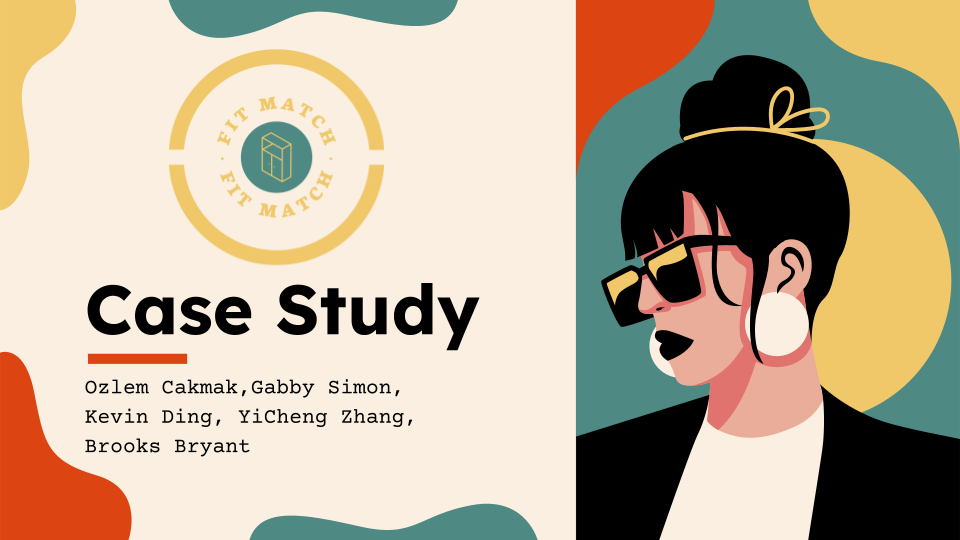 FIT MATCH
FIT MATCH
Case Study
Ozlem Cakmak,Gabby Simon,
Kevin Ding, YiCheng Zhang,
Brooks Bryant